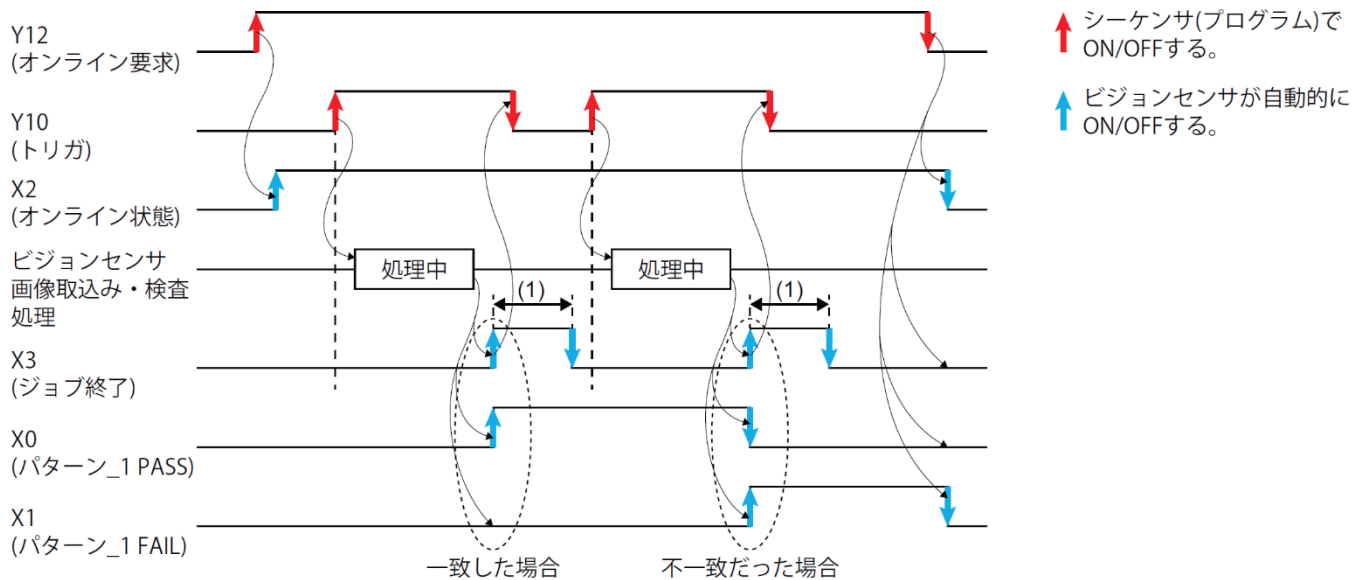 Y12
(オンライン要求)
Y10
(トリガ)
X2
(オンライン状態)
ビジョンセンサ
画像取込み・検査
処理
処理中
処理中
(1)
(1)
X3
(ジョブ終了)
X0
(パターン_1 PASS)
X1
(パターン_1 FAIL)
一致した場合
不一致だった場合
シーケンサ(プログラム)で
ON/OFFする。
ビジョンセンサが自動的に
ON/OFFする。